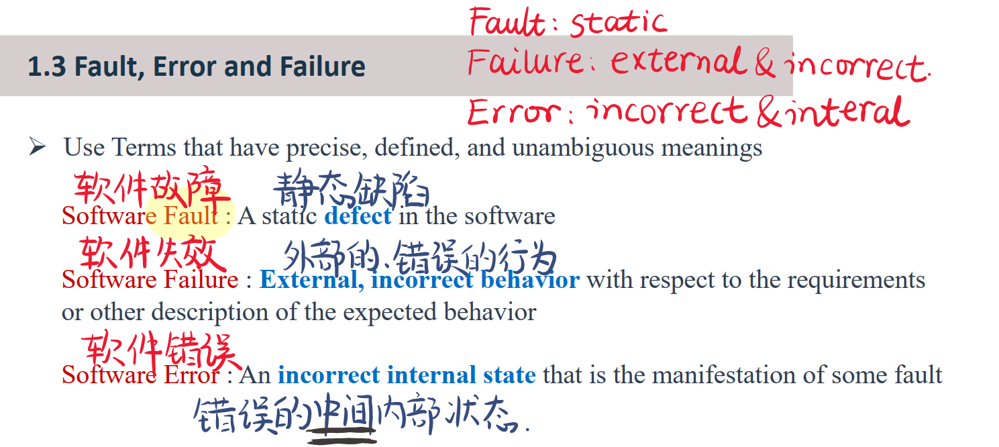 Fault: static
1.3 Fault, Error and Failure
Failure: external & incorrect.
Error: incorrect & interal
➤ Use Terms that have precise, defined, and unambiguous meanings
软件故障 静态缺陷
Software Fault : A static defect in the software
软件失效 外部的、错误的行为
Software Failure : External, incorrect behavior with respect to the requirements
or other description of the expected behavior
软件错误
Software Error : An incorrect internal state that is the manifestation of some fault
错误的中间内部状态.